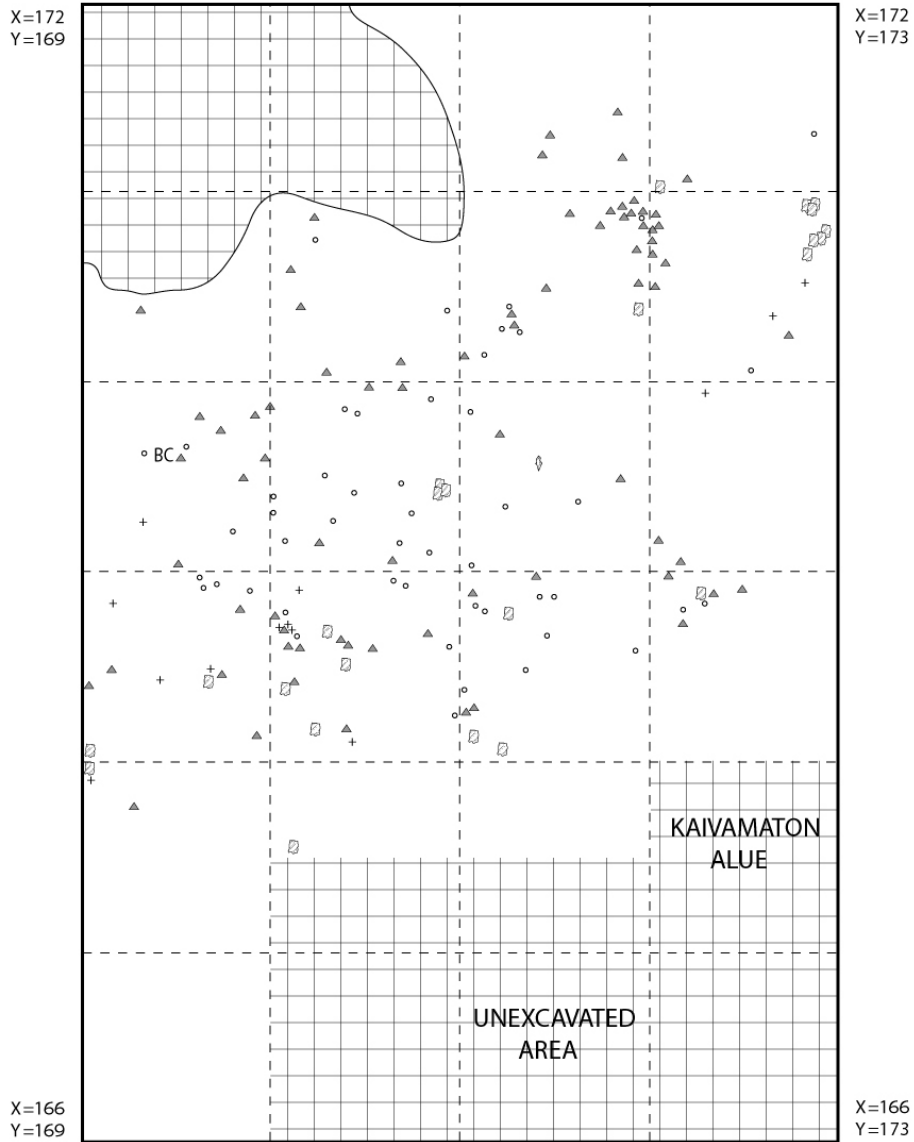 X=172
Y=169
X=172
Y=173
BC
KAIVAMATON
ALUE
UNEXCAVATED
AREA
X=166
Y=169
X=166
Y=173